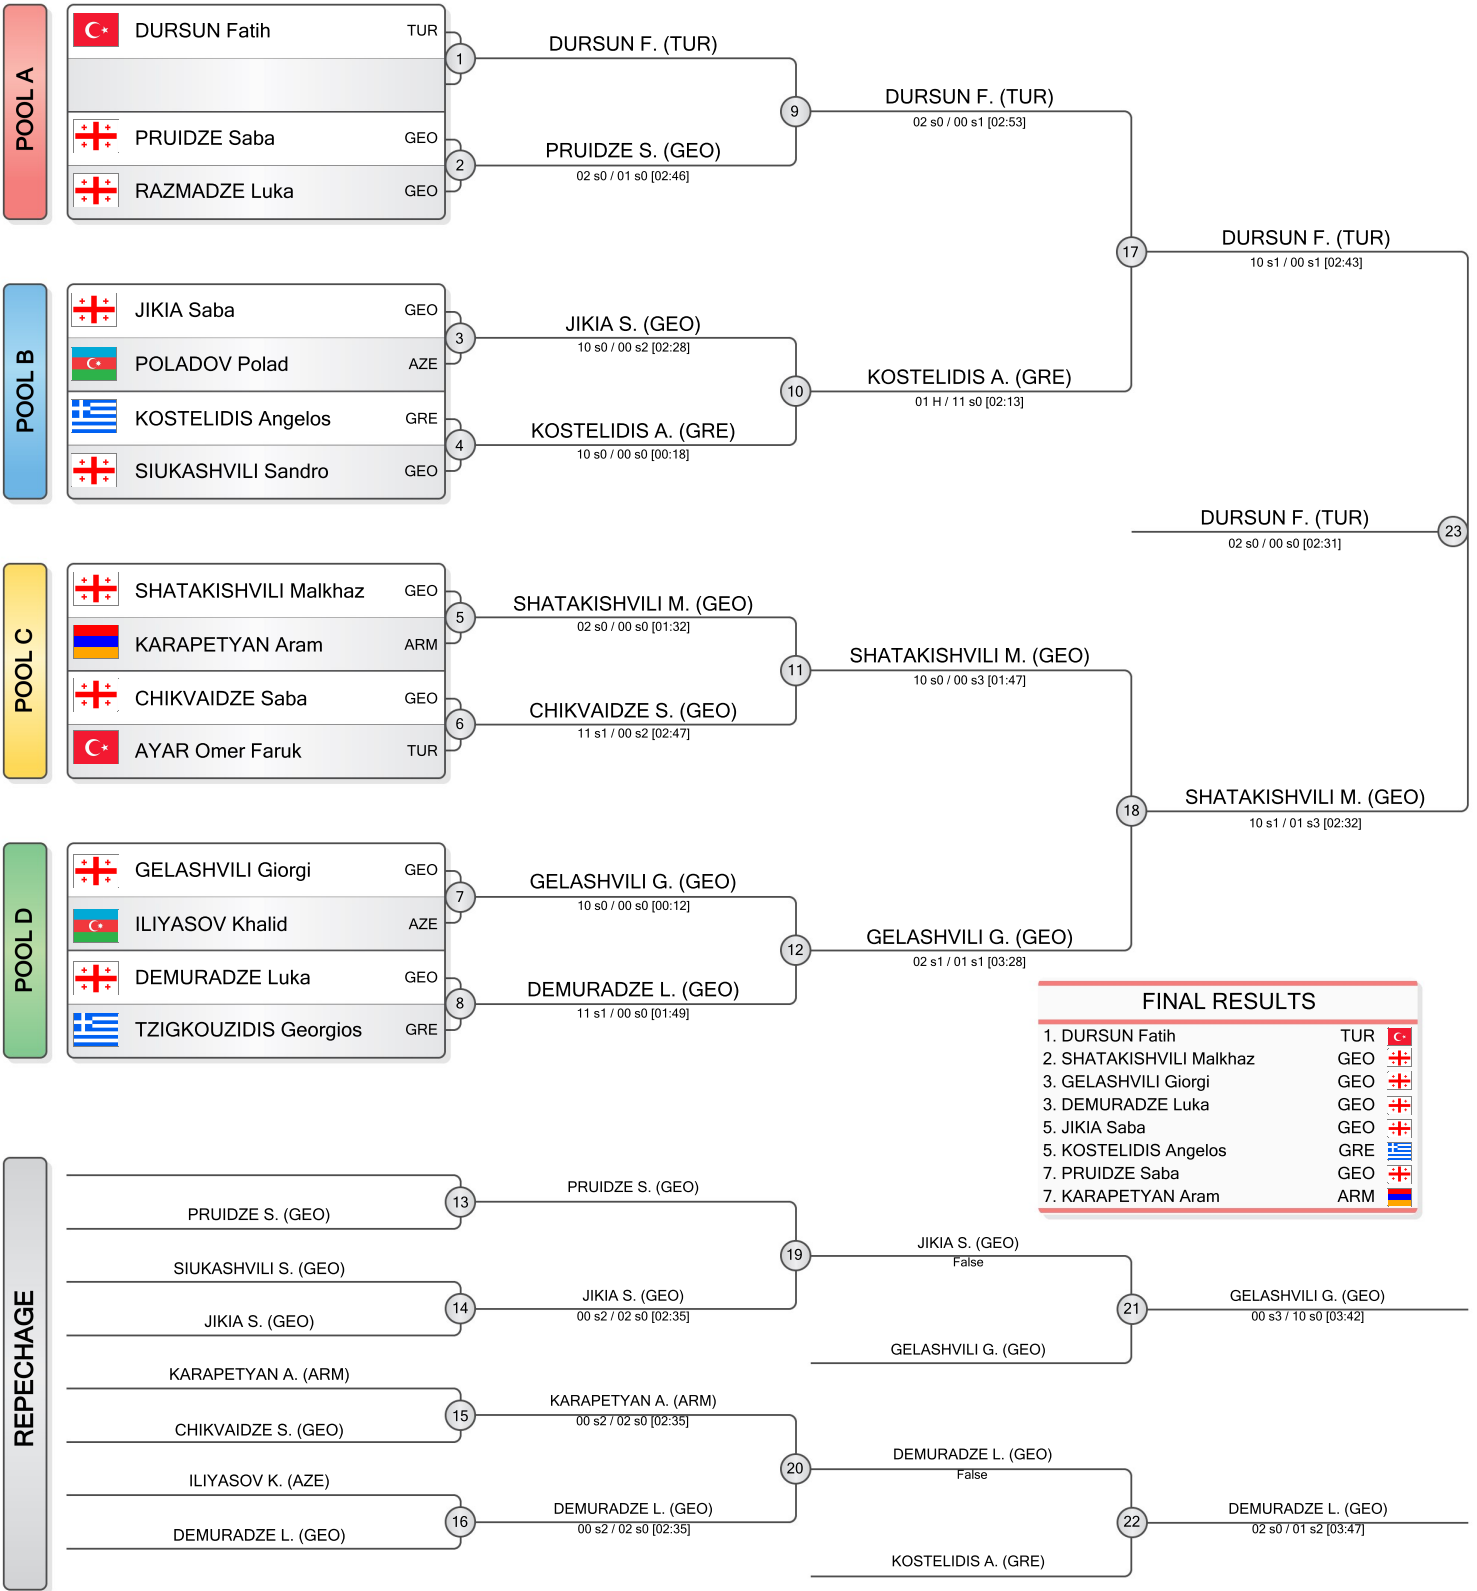 POOL A
DURSUN Fatih TUR
PRUIDZE Saba GEO
RAZMADZE Luka GEO
1
2
DURSUN F. (TUR)
PRUIDZE S. (GEO)
02 s0 / 01 s0 [02:46]
9
DURSUN F. (TUR)
02 s0 / 00 s1 [02:53]
POOL B
JIKIA Saba GEO
POLADOV Polad AZE
KOSTELIDIS Angelos GRE
SIUKASHVILI Sandro GEO
3
4
JIKIA S. (GEO)
10 s0 / 00 s2 [02:28]
KOSTELIDIS A. (GRE)
10 s0 / 00 s0 [00:18]
10
KOSTELIDIS A. (GRE)
01 H / 11 s0 [02:13]
17
DURSUN F. (TUR)
10 s1 / 00 s1 [02:43]
DURSUN F. (TUR)
02 s0 / 00 s0 [02:31]
23
POOL C
SHATAKISHVILI Malkhaz GEO
KARAPETYAN Aram ARM
CHIKVAIDZE Saba GEO
AYAR Omer Faruk TUR
5
6
SHATAKISHVILI M. (GEO)
02 s0 / 00 s0 [01:32]
CHIKVAIDZE S. (GEO)
11 s1 / 00 s2 [02:47]
11
SHATAKISHVILI M. (GEO)
10 s0 / 00 s3 [01:47]
18
SHATAKISHVILI M. (GEO)
10 s1 / 01 s3 [02:32]
POOL D
GELASHVILI Giorgi GEO
ILIYASOV Khalid AZE
DEMURADZE Luka GEO
TZIGKOUZIDIS Georgios GRE
7
8
GELASHVILI G. (GEO)
10 s0 / 00 s0 [00:12]
DEMURADZE L. (GEO)
11 s1 / 00 s0 [01:49]
12
GELASHVILI G. (GEO)
02 s1 / 01 s1 [03:28]
FINAL RESULTS
1. DURSUN Fatih TUR
2. SHATAKISHVILI Malkhaz GEO
3. GELASHVILI Giorgi GEO
3. DEMURADZE Luka GEO
5. JIKIA Saba GEO
5. KOSTELIDIS Angelos GRE
7. PRUIDZE Saba GEO
7. KARAPETYAN Aram ARM
REPECHAGE
PRUIDZE S. (GEO)
13
SIUKASHVILI S. (GEO)
JIKIA S. (GEO)
14
KARAPETYAN A. (ARM)
CHIKVAIDZE S. (GEO)
15
ILIYASOV K. (AZE)
DEMURADZE L. (GEO)
16
PRUIDZE S. (GEO)
JIKIA S. (GEO)
00 s2 / 02 s0 [02:35]
19
KARAPETYAN A. (ARM)
00 s2 / 02 s0 [02:35]
DEMURADZE L. (GEO)
00 s2 / 02 s0 [02:35]
20
JIKIA S. (GEO)
False
GELASHVILI G. (GEO)
21
DEMURADZE L. (GEO)
False
KOSTELIDIS A. (GRE)
22
GELASHVILI G. (GEO)
00 s3 / 10 s0 [03:42]
DEMURADZE L. (GEO)
02 s0 / 01 s2 [03:47]